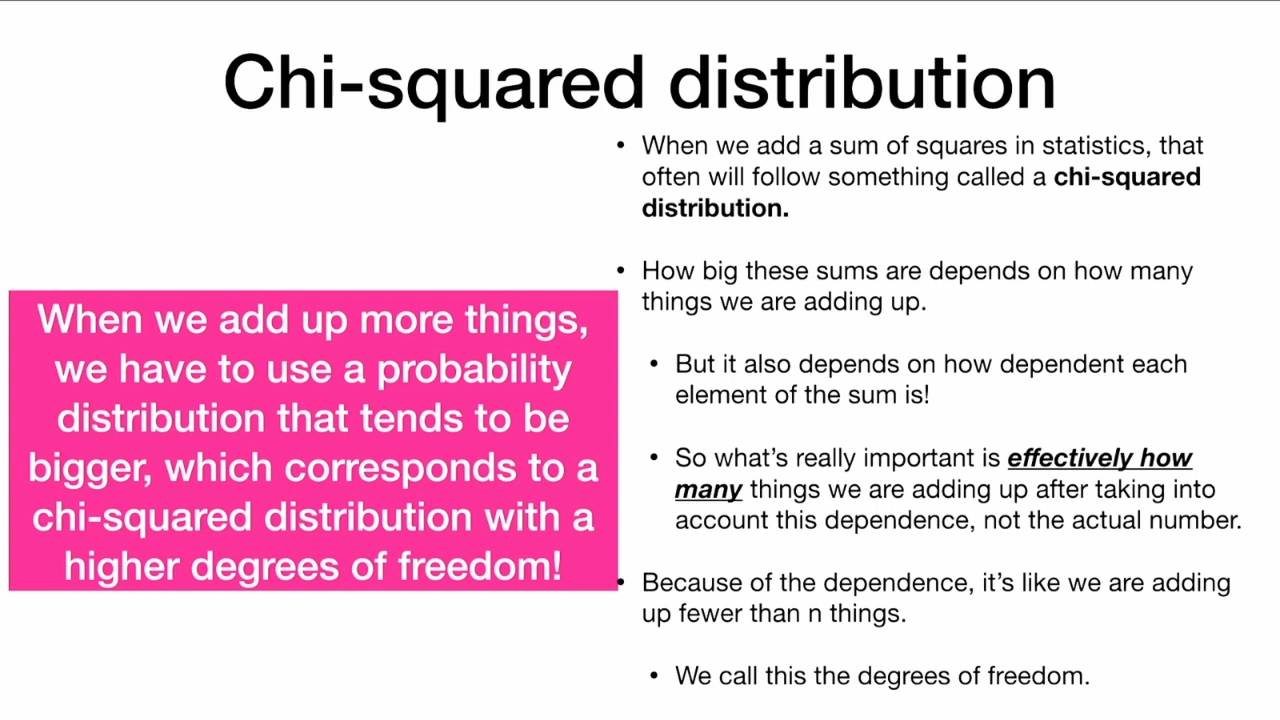 Chi-squared distribution
When we add up more things,
we have to use a probability
distribution that tends to be
bigger, which corresponds to a
chi-squared distribution with a
higher degrees of freedom!
• When we add a sum of squares in statistics, that
often will follow something called a chi-squared
distribution.
• How big these sums are depends on how many
things we are adding up.
• But it also depends on how dependent each
element of the sum is!
• So what’s really important is effectively how
many things we are adding up after taking into
account this dependence, not the actual number.
• Because of the dependence, it’s like we are adding
up fewer than n things.
• We call this the degrees of freedom.